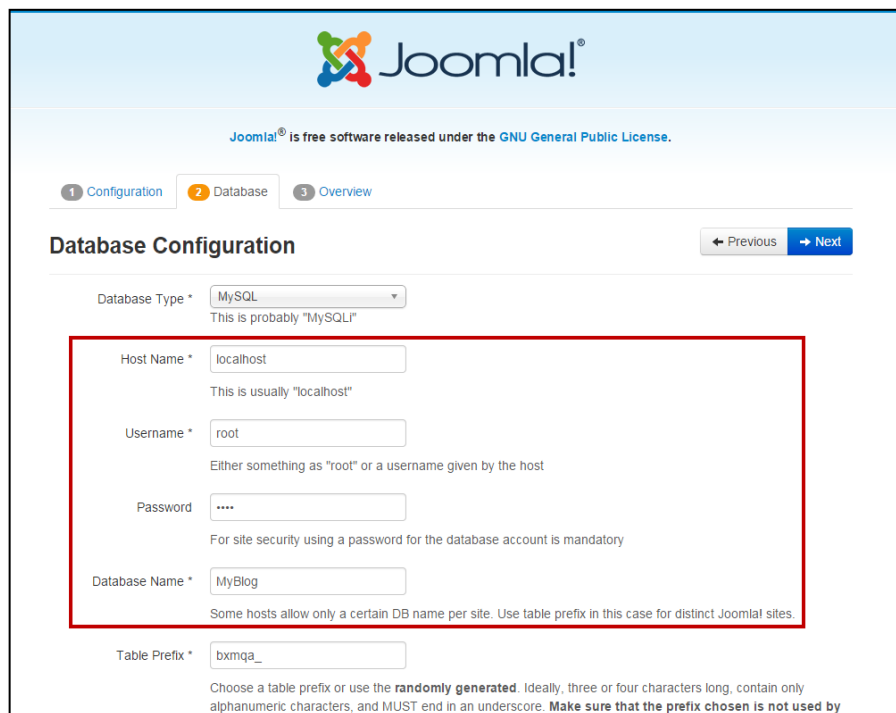 Joomla!®
Joomla!® is free software released under the GNU General Public License.
1 Configuration 2 Database 3 Overview
Database Configuration
Previous Next
Database Type * MySQL
This is probably "MySQLi"
Host Name * localhost
This is usually "localhost"
Username * root
Either something as "root" or a username given by the host
Password ••••
For site security using a password for the database account is mandatory
Database Name * MyBlog
Some hosts allow only a certain DB name per site. Use table prefix in this case for distinct Joomla! sites.
Table Prefix * bxmqa_
Choose a table prefix or use the randomly generated. Ideally, three or four characters long, contain only
alphanumeric characters, and MUST end in an underscore. Make sure that the prefix chosen is not used by